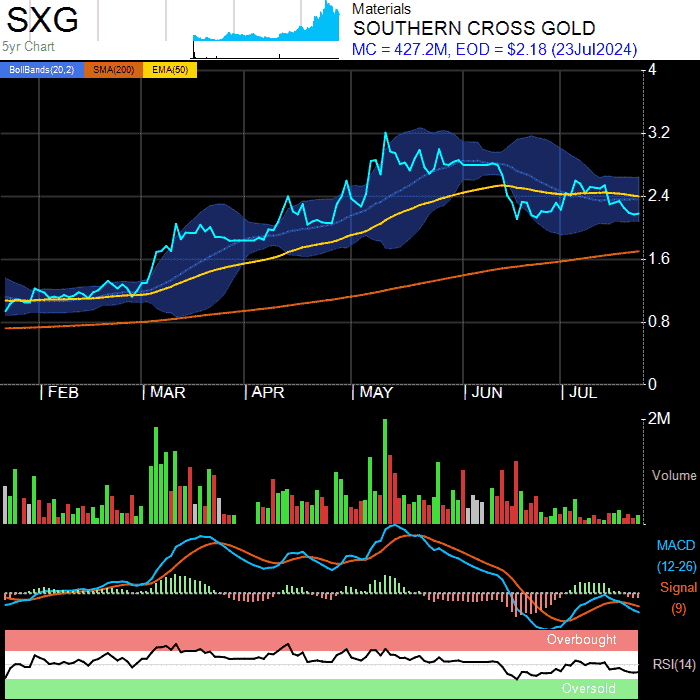 SXG
5yr Chart
Materials
SOUTHERN CROSS GOLD
MC = 427.2M, EOD = $2.18 (23Jul2024)
BollBands(20,2) SMA(200) EMA(50)
4
3.2
2.4
1.6
0.8
0
| FEB | MAR | APR | MAY | JUN | JUL
2M
Volume
MACD
(12-26)
Signal
(9)
Overbought
RSI(14)
Oversold